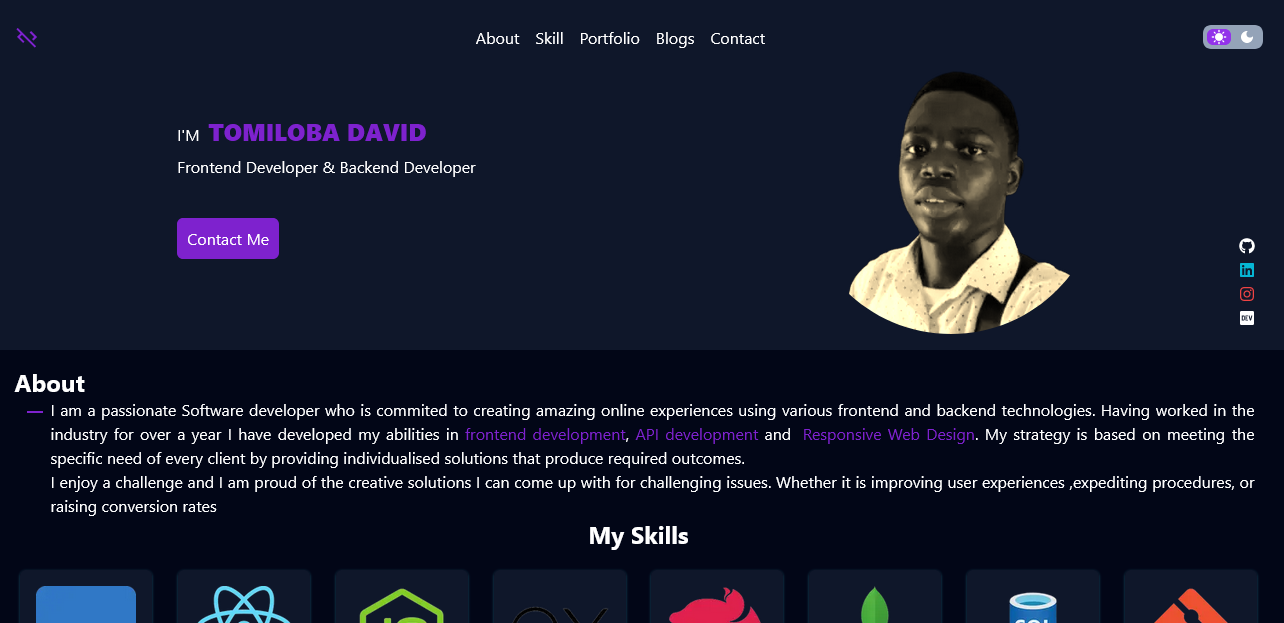 About Skill Portfolio Blogs Contact
I'M TOMILOBA DAVID
Frontend Developer & Backend Developer
Contact Me
DEV
About
I am a passionate Software developer who is commited to creating amazing online experiences using various frontend and backend technologies. Having worked in the
industry for over a year I have developed my abilities in frontend development, API development and Responsive Web Design. My strategy is based on meeting the
specific need of every client by providing individualised solutions that produce required outcomes.
I enjoy a challenge and I am proud of the creative solutions I can come up with for challenging issues. Whether it is improving user experiences ,expediting procedures, or
raising conversion rates
My Skills
SQL